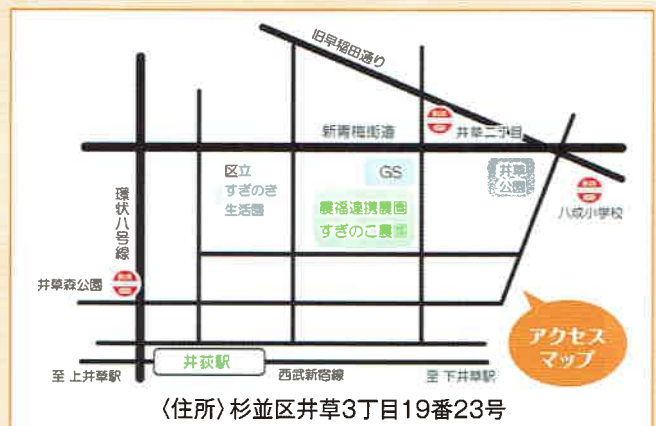 旧早稲田通り
新青梅街道
井草二丁目
区立
すぎのき
生活園
GS
井草
公園
農福連携農園
すぎのこ農園
八成小学校
環状八号線
井草森公園
アクセス
マップ
井荻駅
至 上井草駅
西武新宿線
至 下井草駅
〈住所〉杉並区井草3丁目19番23号